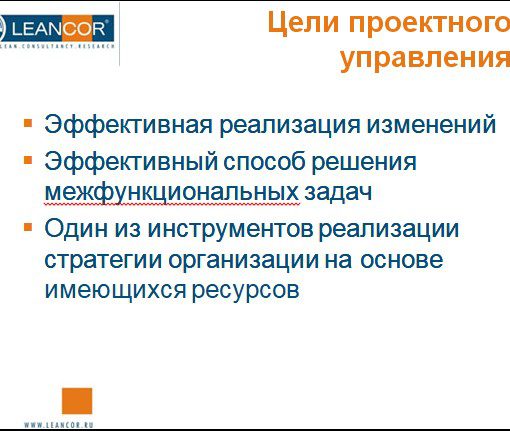 LEANCOR®
LEAN.CONSULTANCY.RESEARCH
Цели проектного
управления
Эффективная реализация изменений
Эффективный способ решения
межфункциональных задач
Один из инструментов реализации
стратегии организации на основе
имеющихся ресурсов
WWW.LEANCOR.RU